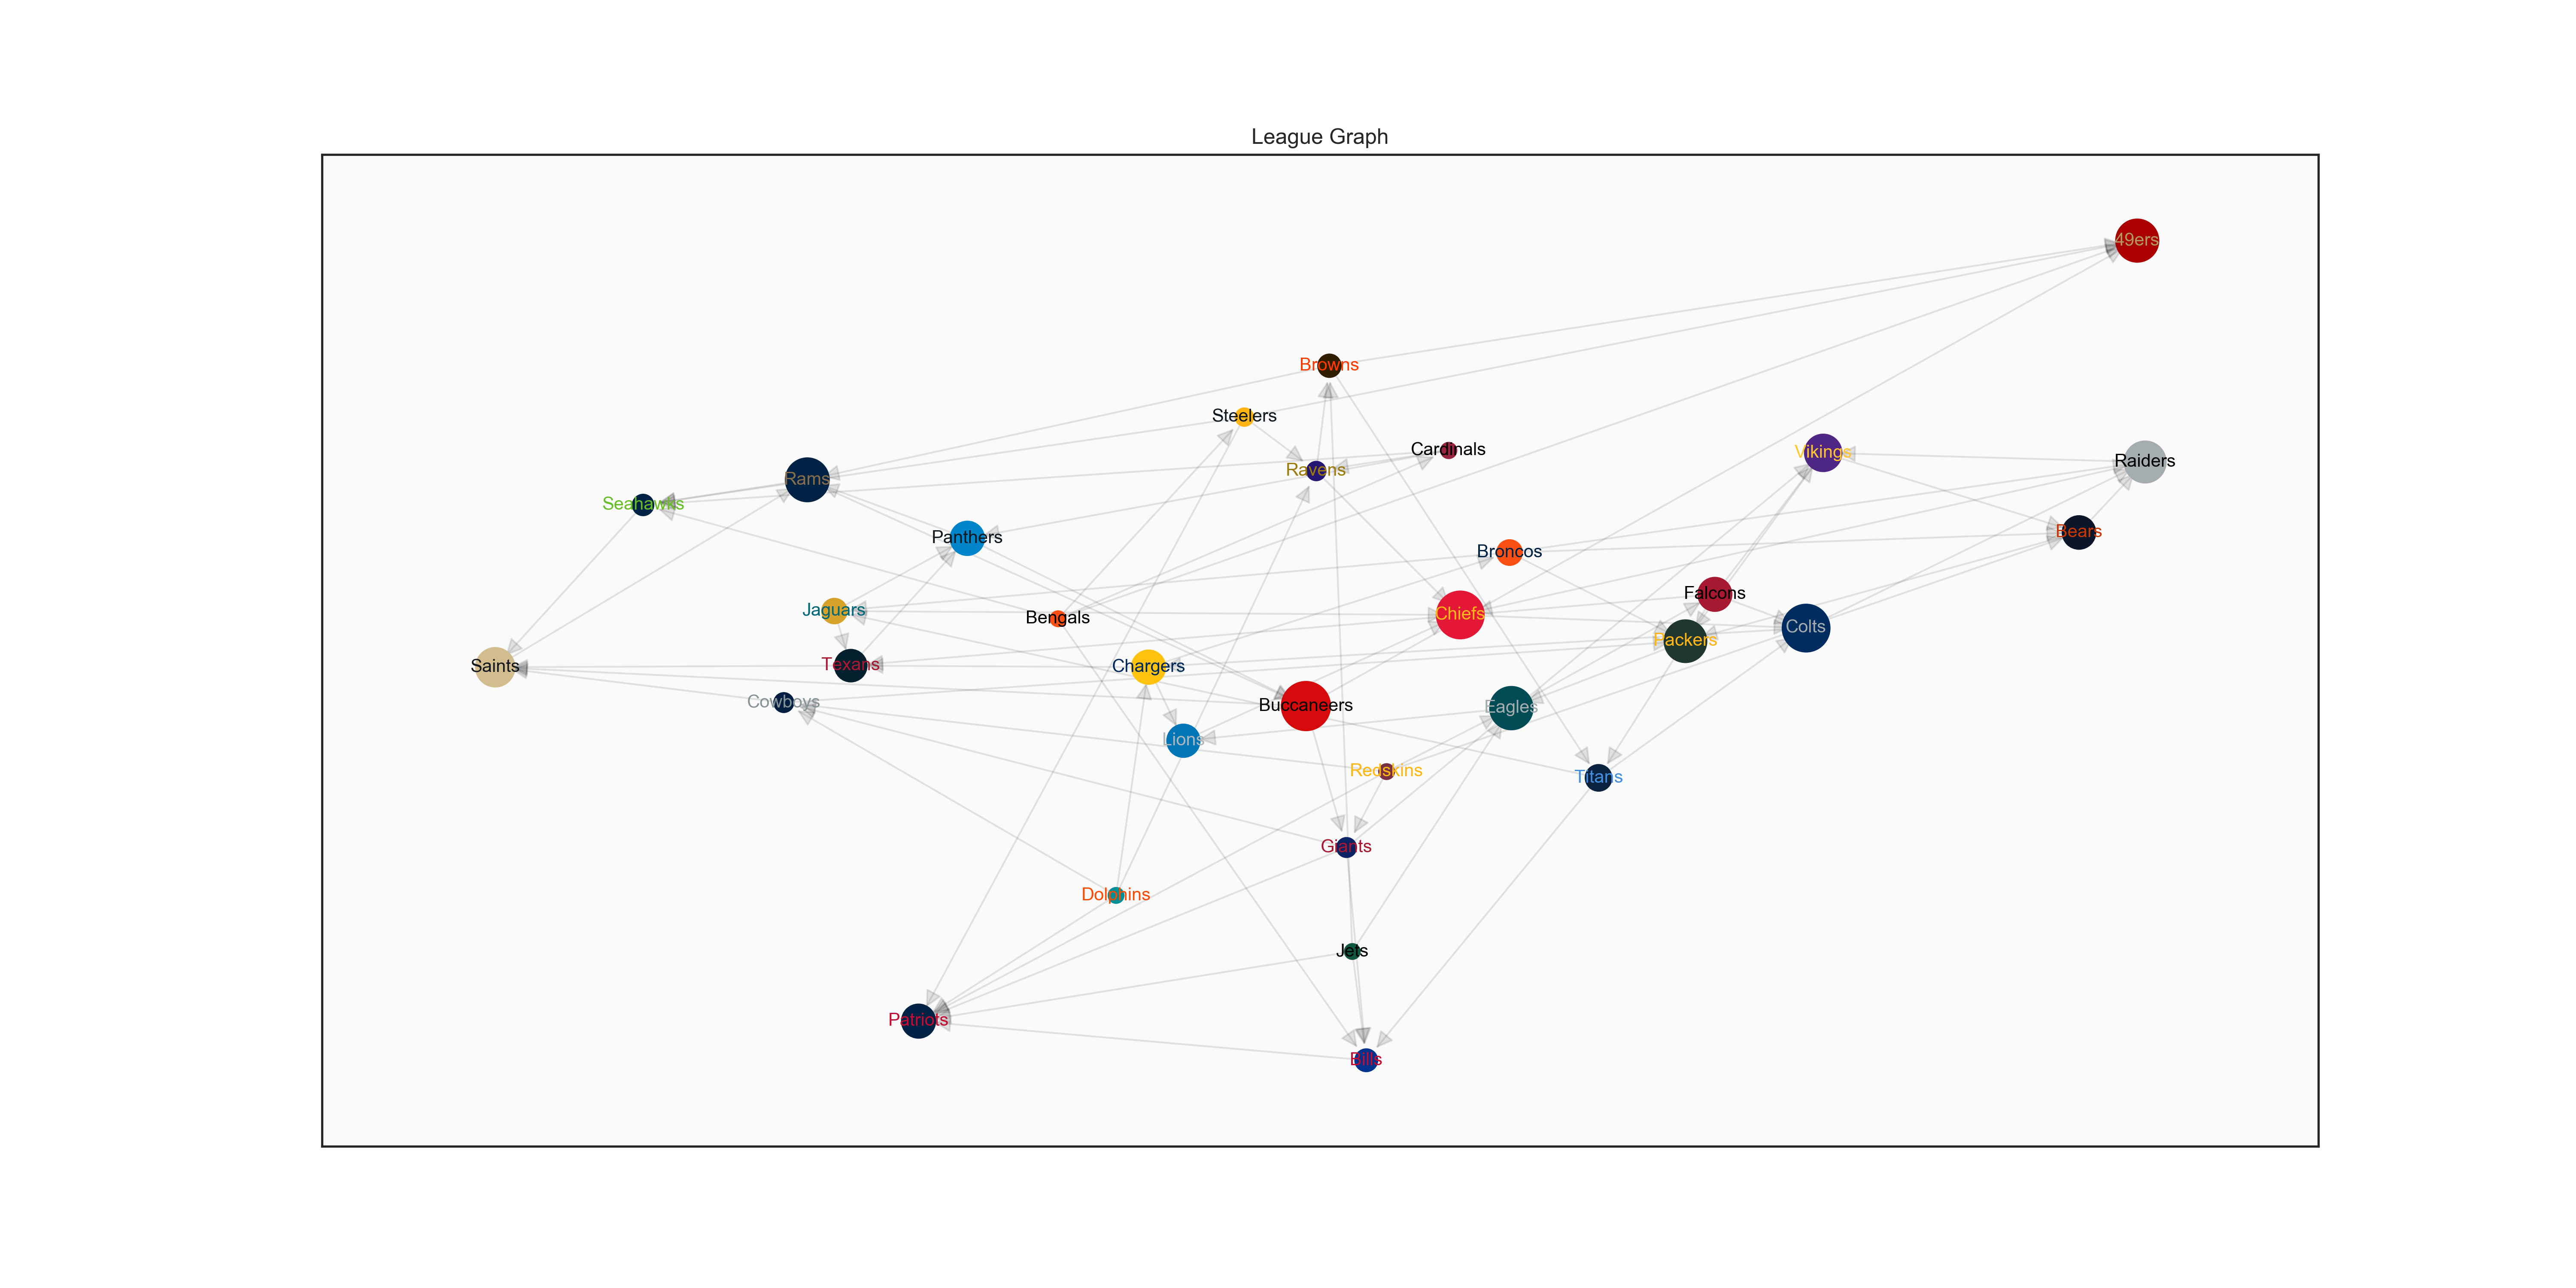 League Graph
49ers
Browns
Steelers
Cardinals
Vikings
Raiders
Ravens
Rams
Seahawks
Bears
Panthers
Broncos
Falcons
Jaguars
Chiefs
Bengals
Colts
Packers
Texans
Saints
Chargers
Cowboys
Buccaneers
Eagles
Lions
Redskins
Titans
Giants
Dolphins
Jets
Patriots
Bills